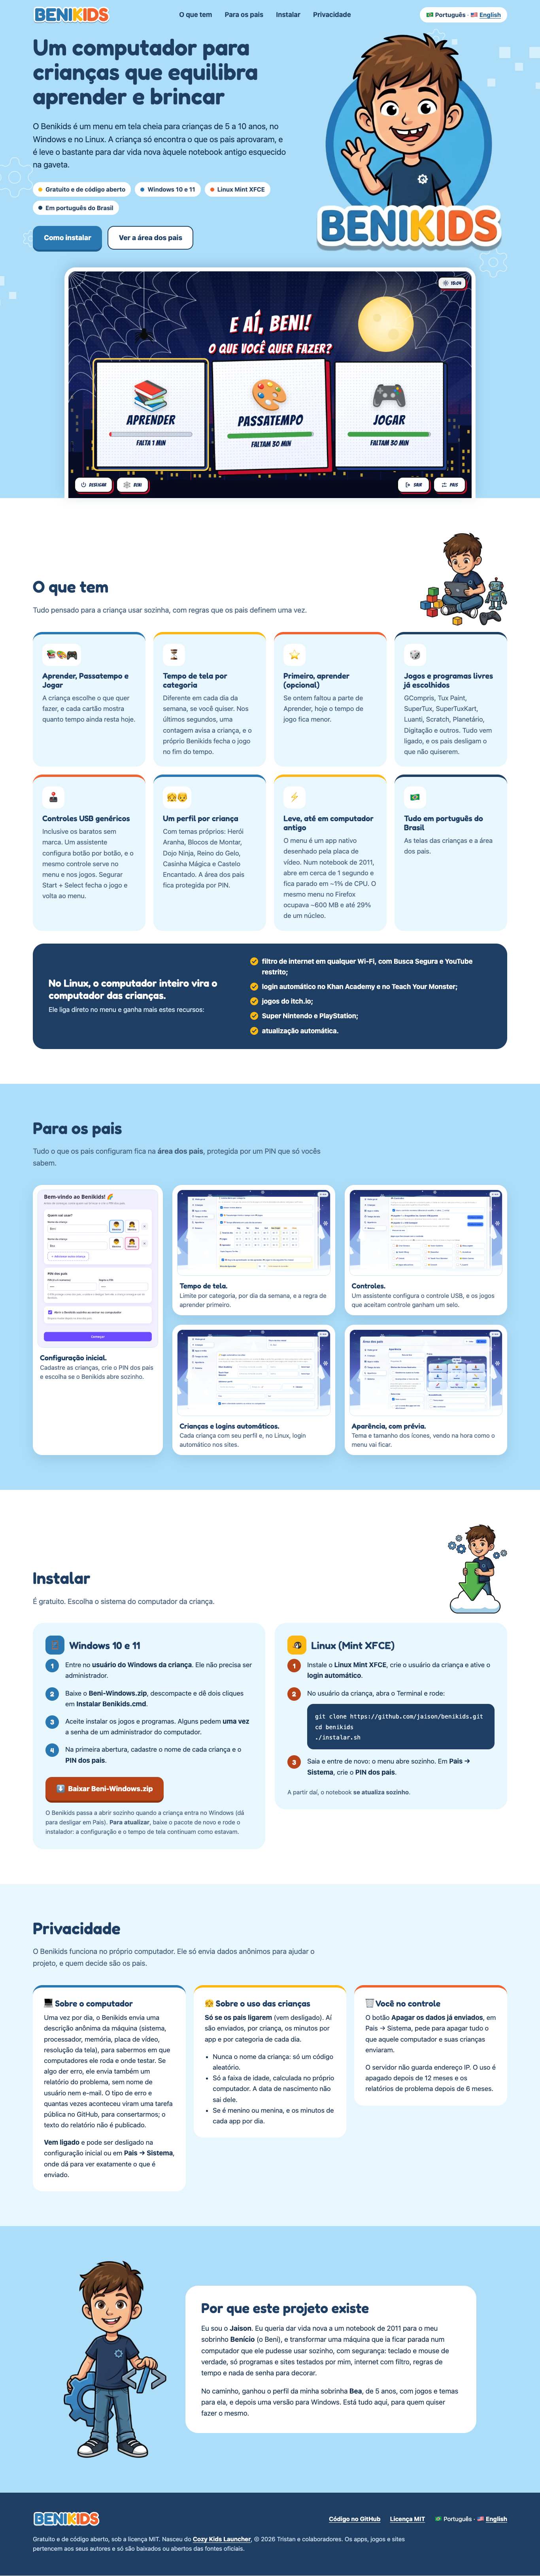 BENIKIDS
O que tem
Para os pais
Instalar
Privacidade
Português · English
Um computador para
crianças que equilibra
aprender e brincar
O Benikids é um menu em tela cheia para crianças de 5 a 10 anos, no
Windows e no Linux. A criança só encontra o que os pais aprovaram, e
é leve o bastante para dar vida nova àquele notebook antigo esquecido
na gaveta.
Gratuito e de código aberto
Windows 10 e 11
Linux Mint XFCE
Em português do Brasil
Como instalar
Ver a área dos pais
BENIKIDS
E AÍ, BENI!
O QUE VOCÊ QUER FAZER?
APRENDER
FALTA 1 MIN
PASSATEMPO
FALTAM 30 MIN
JOGAR
FALTAM 30 MIN
DESLIGAR
BENI
SAIR
PAIS
O que tem
Tudo pensado para a criança usar sozinha, com regras que os pais definem uma vez.
Aprender, Passatempo e
Jogar
A criança escolhe o que quer
fazer, e cada cartão mostra
quanto tempo ainda resta hoje.
Tempo de tela por
categoria
Diferente em cada dia da
semana, se você quiser. Nos
últimos segundos, uma
contagem avisa a criança, e o
próprio Benikids fecha o jogo
no fim do tempo.
Primeiro, aprender
(opcional)
Se ontem faltou a parte de
Aprender, hoje o tempo de
jogo fica menor.
Jogos e programas livres
já escolhidos
GCompris, Tux Paint,
SuperTux, SuperTuxKart,
Luanti, Scratch, Planetário,
Digitação e outros. Tudo vem
ligado, e os pais desligam o
que não quiserem.
Controles USB genéricos
Inclusive os baratos sem
marca. Um assistente
configura botão por botão, e o
mesmo controle serve no
menu e nos jogos. Segurar
Start + Select fecha o jogo e
volta ao menu.
Um perfil por criança
Com temas próprios: Herói
Aranha, Blocos de Montar,
Dojo Ninja, Reino do Gelo,
Casinha Mágica e Castelo
Encantado. A área dos pais
fica protegida por PIN.
Leve, até em computador
antigo
O menu é um app nativo
desenhado pela placa de
vídeo. Num notebook de 2011,
abre em cerca de 1 segundo e
fica parado em ~1% de CPU. O
mesmo menu no Firefox
ocupava ~600 MB e até 29%
de um núcleo.
Tudo em português do
Brasil
As telas das crianças e a área
dos pais.
No Linux, o computador inteiro vira o
computador das crianças.
Ele liga direto no menu e ganha mais estes recursos:
filtro de internet em qualquer Wi-Fi, com Busca Segura e YouTube
restrito;
login automático no Khan Academy e no Teach Your Monster;
jogos do itch.io;
Super Nintendo e PlayStation;
atualização automática.
Para os pais
Tudo o que os pais configuram fica na área dos pais, protegida por um PIN que só vocês
sabem.
Bem-vindo ao Benikids!
Configuração inicial.
Cadastre as crianças, crie o PIN dos pais
e escolha se o Benikids abre sozinho.
Tempo de tela.
Limite por categoria, por dia da semana, e a regra de
aprender primeiro.
Controles.
Um assistente configura o controle USB, e os jogos
que aceitam controle ganham um selo.
Crianças e logins automáticos.
Cada criança com seu perfil e, no Linux, login
automático nos sites.
Aparência, com prévia.
Tema e tamanho dos ícones, vendo na hora como o
menu vai ficar.
Instalar
É gratuito. Escolha o sistema do computador da criança.
Windows 10 e 11
1 Entre no usuário do Windows da criança. Ele não precisa ser
administrador.
2 Baixe o Beni-Windows.zip, descompacte e dê dois cliques
em Instalar Benikids.cmd.
3 Aceite instalar os jogos e programas. Alguns pedem uma vez
a senha de um administrador do computador.
4 Na primeira abertura, cadastre o nome de cada criança e o
PIN dos pais.
Baixar Beni-Windows.zip
O Benikids passa a abrir sozinho quando a criança entra no Windows (dá
para desligar em Pais). Para atualizar, baixe o pacote de novo e rode o
instalador: a configuração e o tempo de tela continuam como estavam.
Linux (Mint XFCE)
1 Instale o Linux Mint XFCE, crie o usuário da criança e ative o
login automático.
2 No usuário da criança, abra o Terminal e rode:
git clone https://github.com/jaison/benikids.git
cd benikids
./instalar.sh
3 Saia e entre de novo: o menu abre sozinho. Em Pais →
Sistema, crie o PIN dos pais.
A partir daí, o notebook se atualiza sozinho.
Privacidade
O Benikids funciona no próprio computador. Ele só envia dados anônimos para ajudar o
projeto, e quem decide são os pais.
Sobre o computador
Uma vez por dia, o Benikids envia uma
descrição anônima da máquina (sistema,
processador, memória, placa de vídeo,
resolução da tela), para sabermos em que
computadores ele roda e onde testar. Se
algo der erro, ele envia também um
relatório do problema, sem nome de
usuário nem e-mail. O tipo de erro e
quantas vezes aconteceu viram uma tarefa
pública no GitHub, para consertarmos; o
texto do relatório não é publicado.
Vem ligado e pode ser desligado na
configuração inicial ou em Pais → Sistema,
onde dá para ver exatamente o que é
enviado.
Sobre o uso das crianças
Só se os pais ligarem (vem desligado). Aí
são enviados, por criança, os minutos por
app e por categoria de cada dia.
• Nunca o nome da criança: só um código
aleatório.
• Só a faixa de idade, calculada no próprio
computador. A data de nascimento não
sai dele.
• Se é menino ou menina, e os minutos de
cada app por dia.
Você no controle
O botão Apagar os dados já enviados, em
Pais → Sistema, pede para apagar tudo o
que aquele computador e suas crianças
enviaram.
O servidor não guarda endereço IP. O uso é
apagado depois de 12 meses e os
relatórios de problema depois de 6 meses.
Por que este projeto existe
Eu sou o Jaison. Eu queria dar vida nova a um notebook de 2011 para o meu
sobrinho Benício (o Beni), e transformar uma máquina que ia ficar parada num
computador que ele pudesse usar sozinho, com segurança: teclado e mouse de
verdade, só programas e sites testados por mim, internet com filtro, regras de
tempo e nada de senha para decorar.
No caminho, ganhou o perfil da minha sobrinha Bea, de 5 anos, com jogos e temas
para ela, e depois uma versão para Windows. Está tudo aqui, para quem quiser
fazer o mesmo.
BENIKIDS
Código no GitHub
Licença MIT
Português · English
Gratuito e de código aberto, sob a licença MIT. Nasceu do Cozy Kids Launcher, © 2026 Tristan e colaboradores. Os apps, jogos e sites
pertencem aos seus autores e só são baixados ou abertos das fontes oficiais.